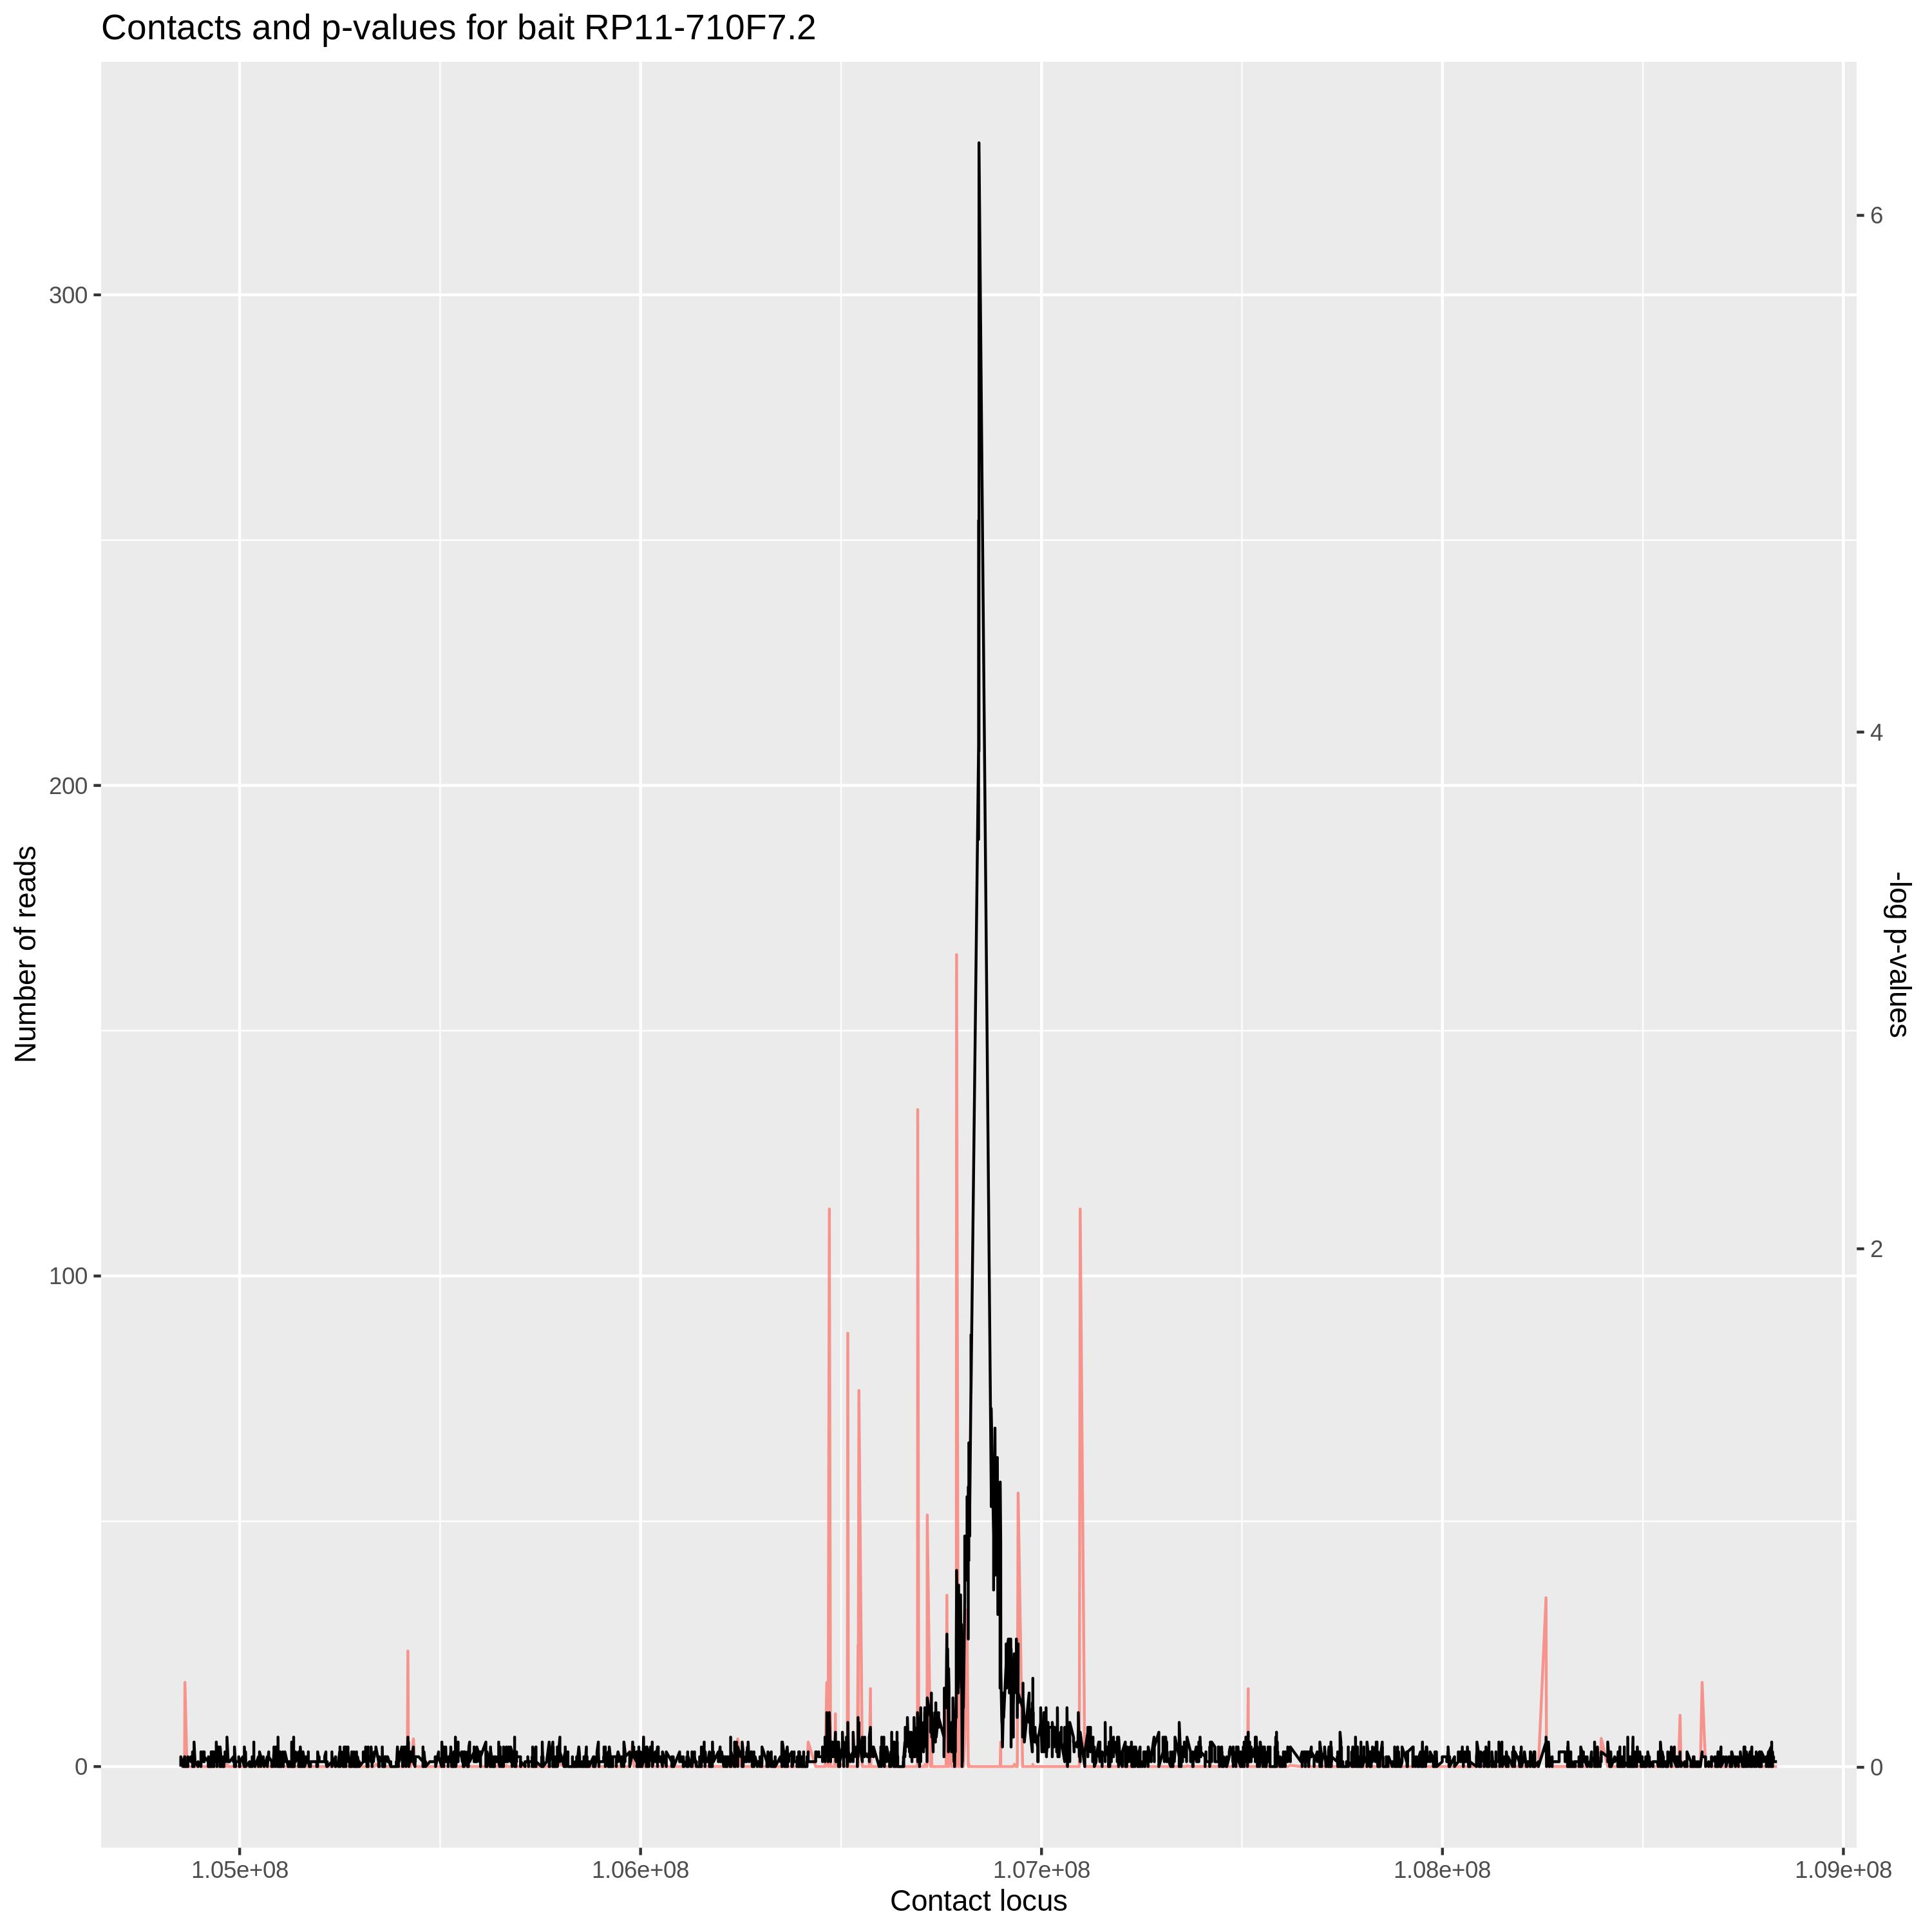 Contacts and p-values for bait RP11-710F7.2
300
200
100
0
Number of reads
6
4
2
0
-log p-values
1.05e+08 1.06e+08 1.07e+08 1.08e+08 1.09e+08
Contact locus